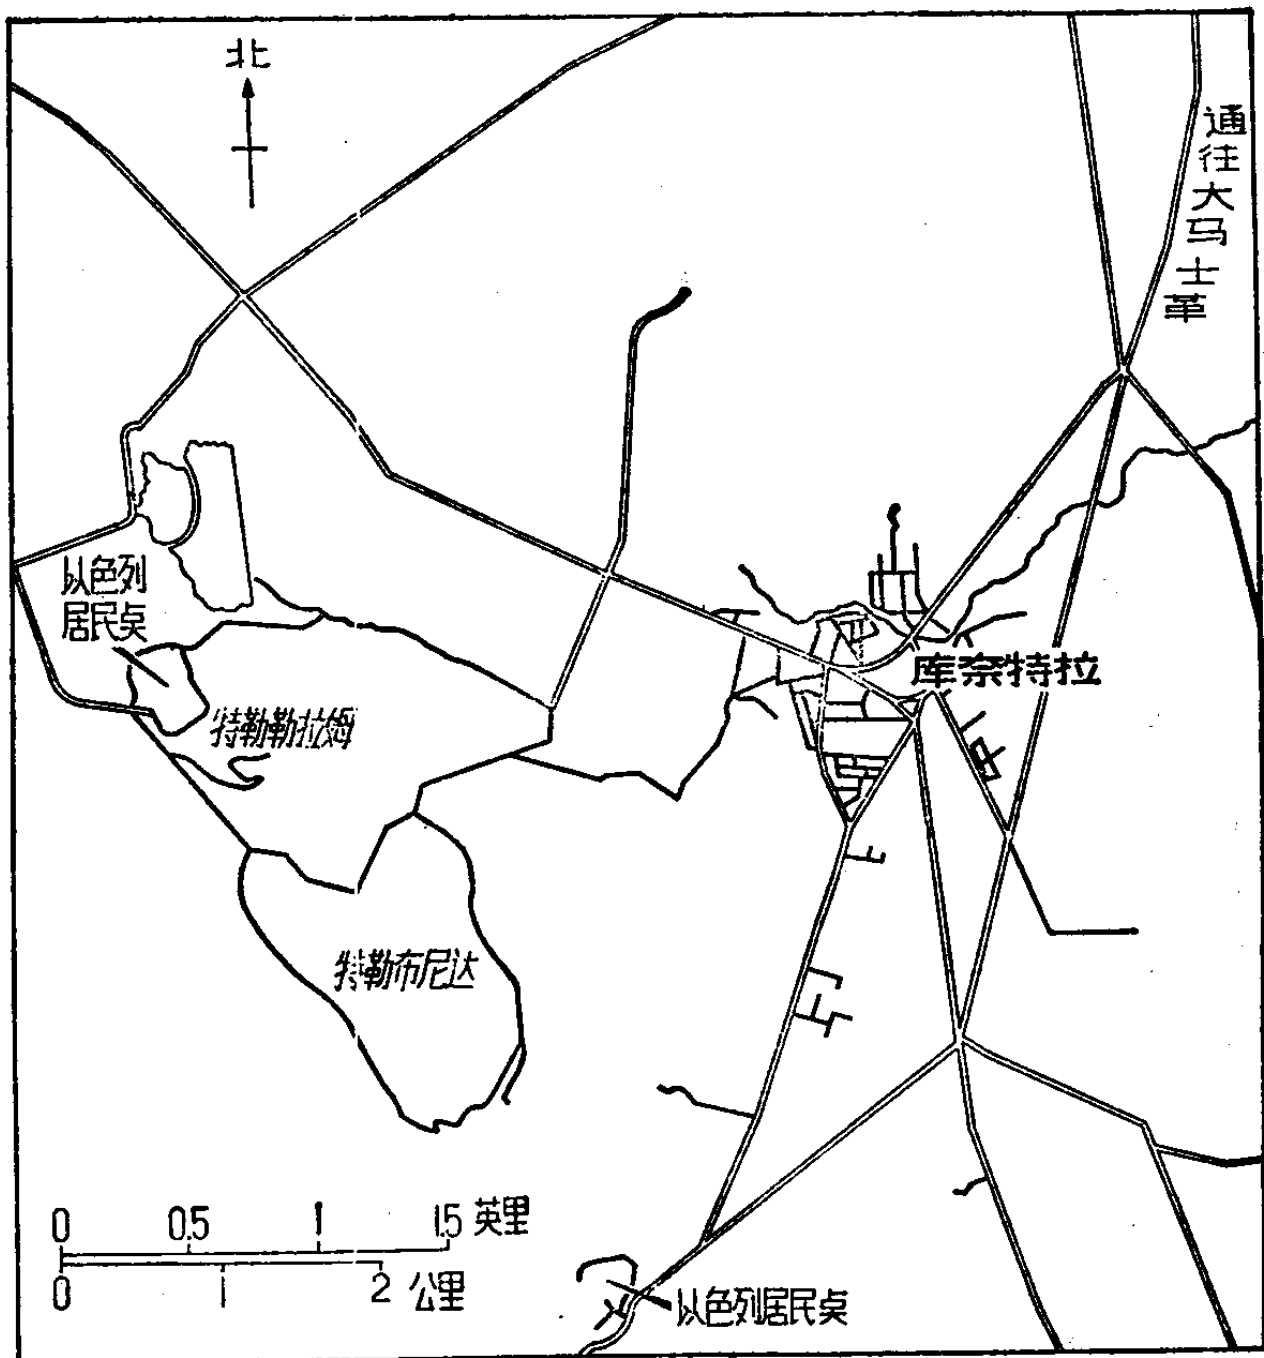 北
通往大马士革
以色列
居民点
库奈特拉
特勒勒拉姆
特勒布尼达
0 0.5 1 1.5 英里
0 1 2 公里
以色列居民点